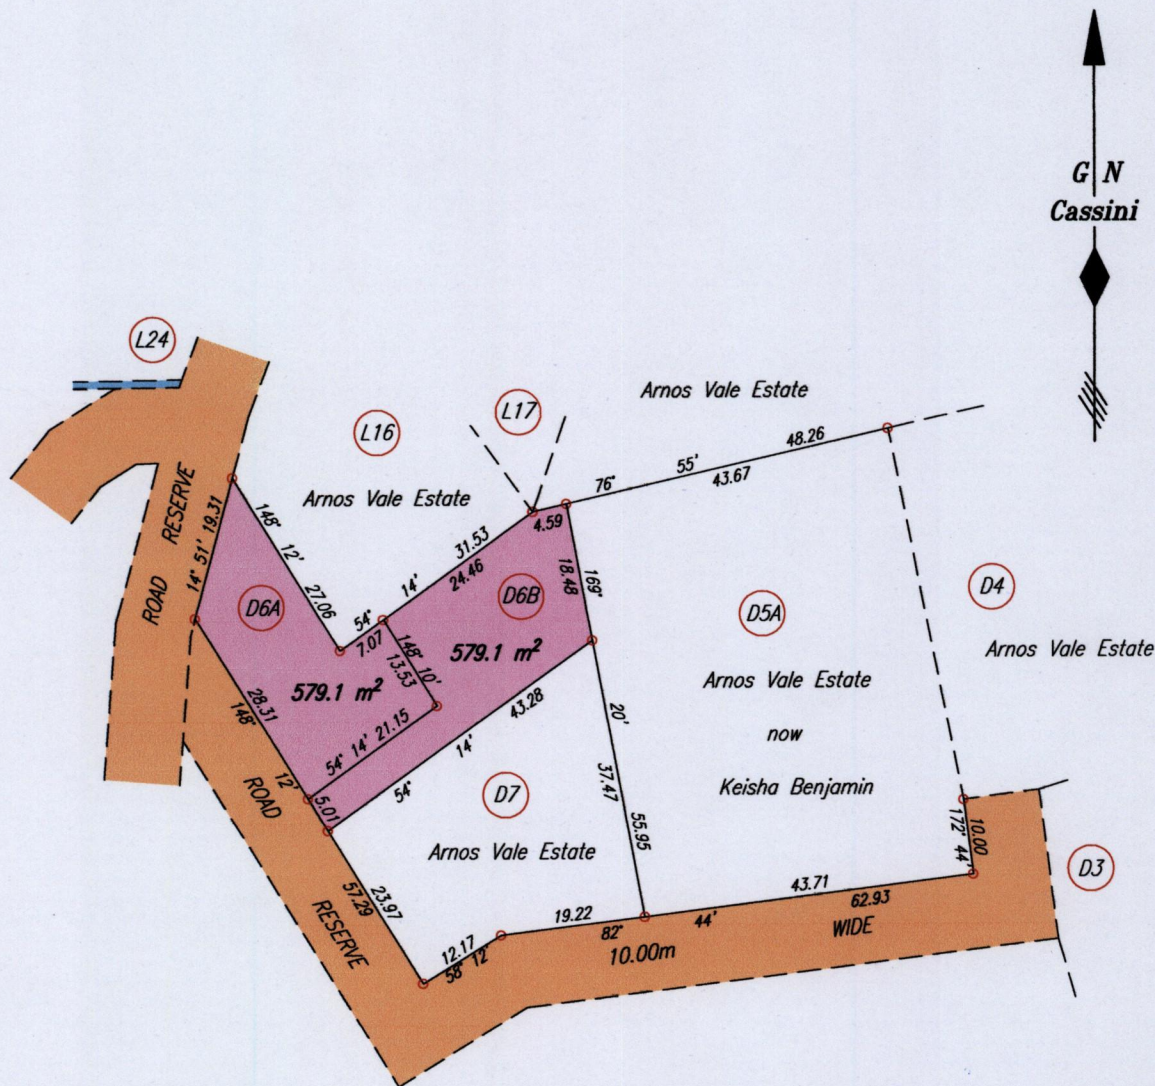 G N
Cassini
L24
L17
Arnos Vale Estate
L16
48.26
76° 55'
43.67
Arnos Vale Estate
4.59
ROAD RESERVE
14° 51' 19.31
148° 12'
27.06
31.53
54° 14'
24.46
7.07
18.48
169° 20'
D6A
D6B
D5A
D4
579.1 m²
148° 10'
13.53
579.1 m²
Arnos Vale Estate
Arnos Vale Estate
now
Keisha Benjamin
28.31
148° 12'
54° 14' 21.15
43.28
54° 14'
5.01
37.47
55.95
D7
Arnos Vale Estate
ROAD RESERVE
57.29
23.97
10.00
172° 44'
D3
12.17
58° 12'
19.22
82° 44'
43.71
62.93
10.00m WIDE